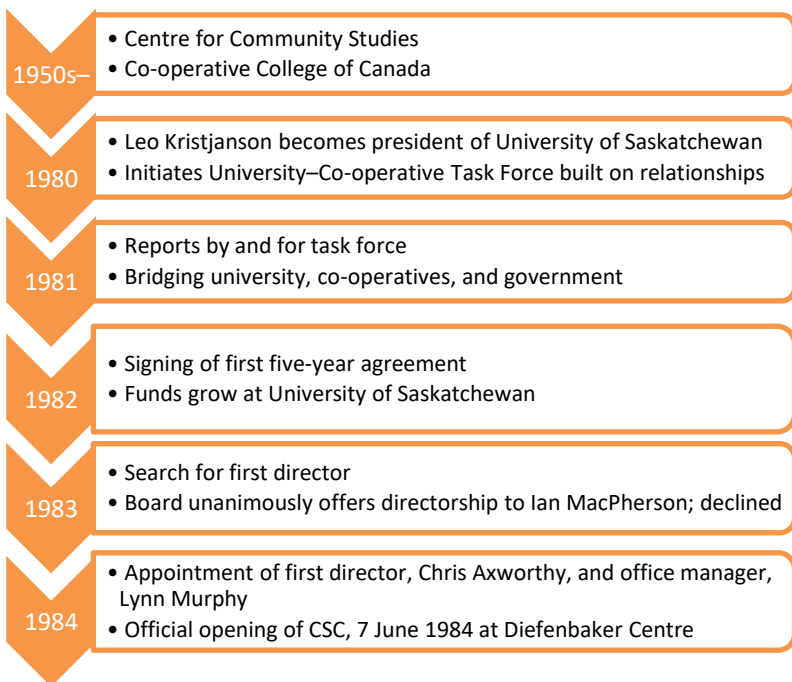 1950s–
• Centre for Community Studies
• Co-operative College of Canada
1980
• Leo Kristjanson becomes president of University of Saskatchewan
• Initiates University–Co-operative Task Force built on relationships
1981
• Reports by and for task force
• Bridging university, co-operatives, and government
1982
• Signing of first five-year agreement
• Funds grow at University of Saskatchewan
1983
• Search for first director
• Board unanimously offers directorship to Ian MacPherson; declined
1984
• Appointment of first director, Chris Axworthy, and office manager,
Lynn Murphy
• Official opening of CSC, 7 June 1984 at Diefenbaker Centre